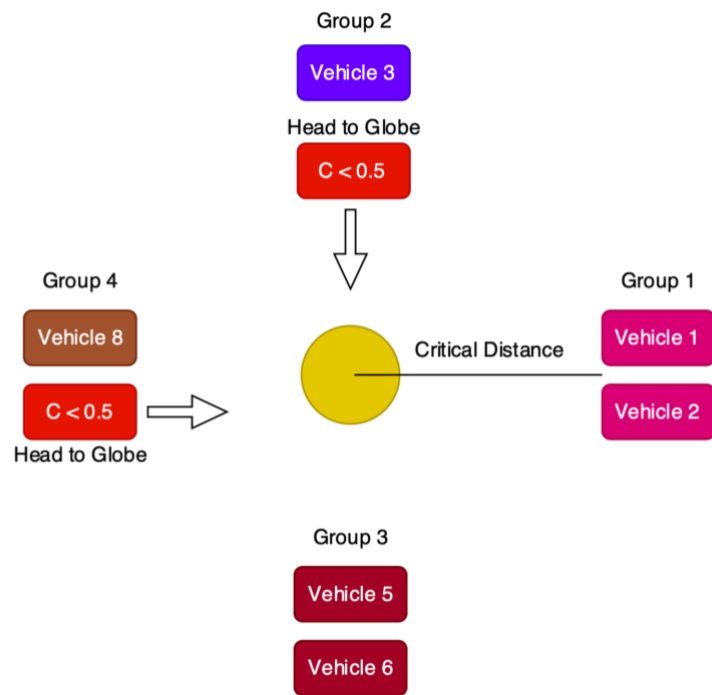 Group 2
Vehicle 3
Head to Globe
C < 0.5
Group 4
Vehicle 8
C < 0.5
Head to Globe
Critical Distance
Group 1
Vehicle 1
Vehicle 2
Group 3
Vehicle 5
Vehicle 6